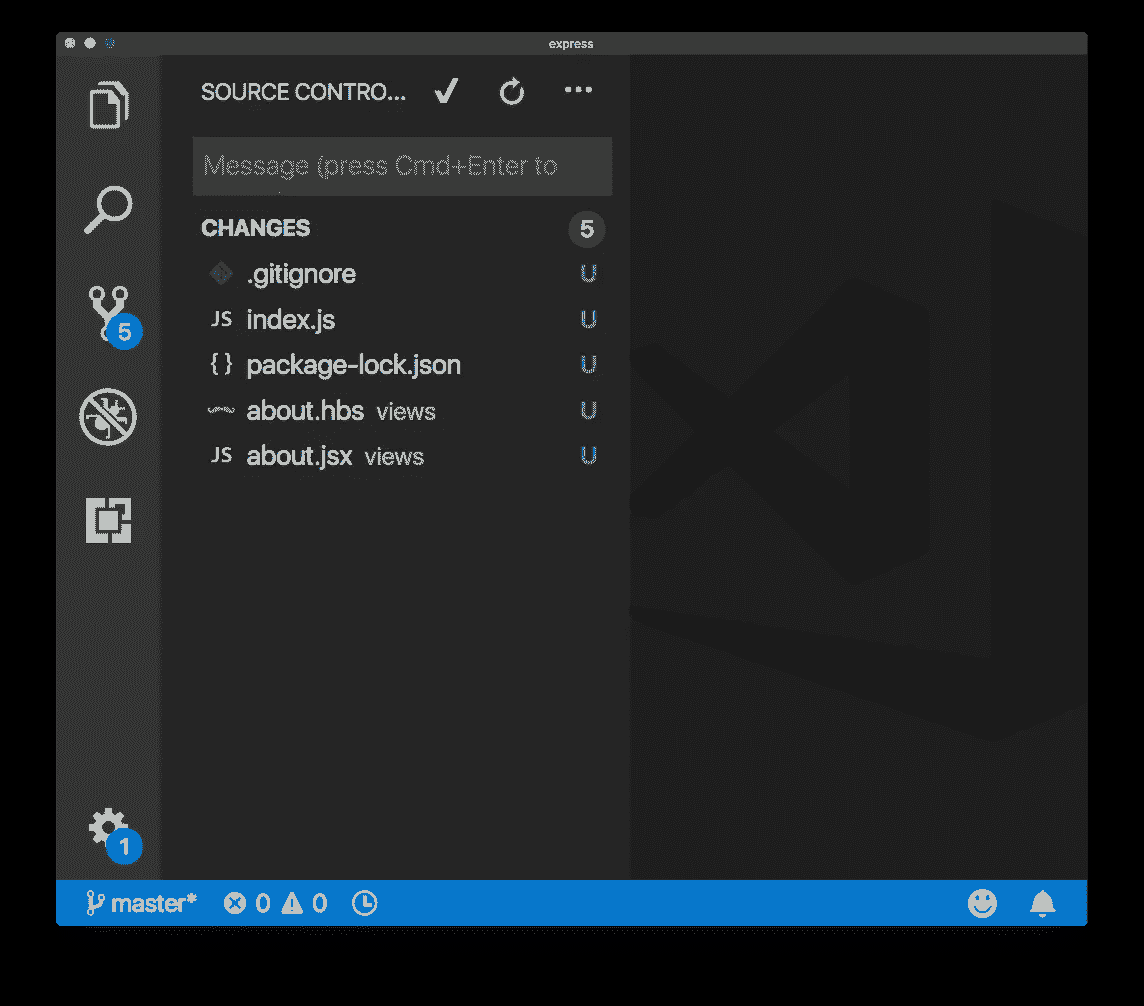 express
SOURCE CONTRO...
Message (press Cmd+Enter to
CHANGES 5
.gitignore U
JS index.js U
{} package-lock.json U
about.hbs views U
JS about.jsx views U
5
1
master* 0 0